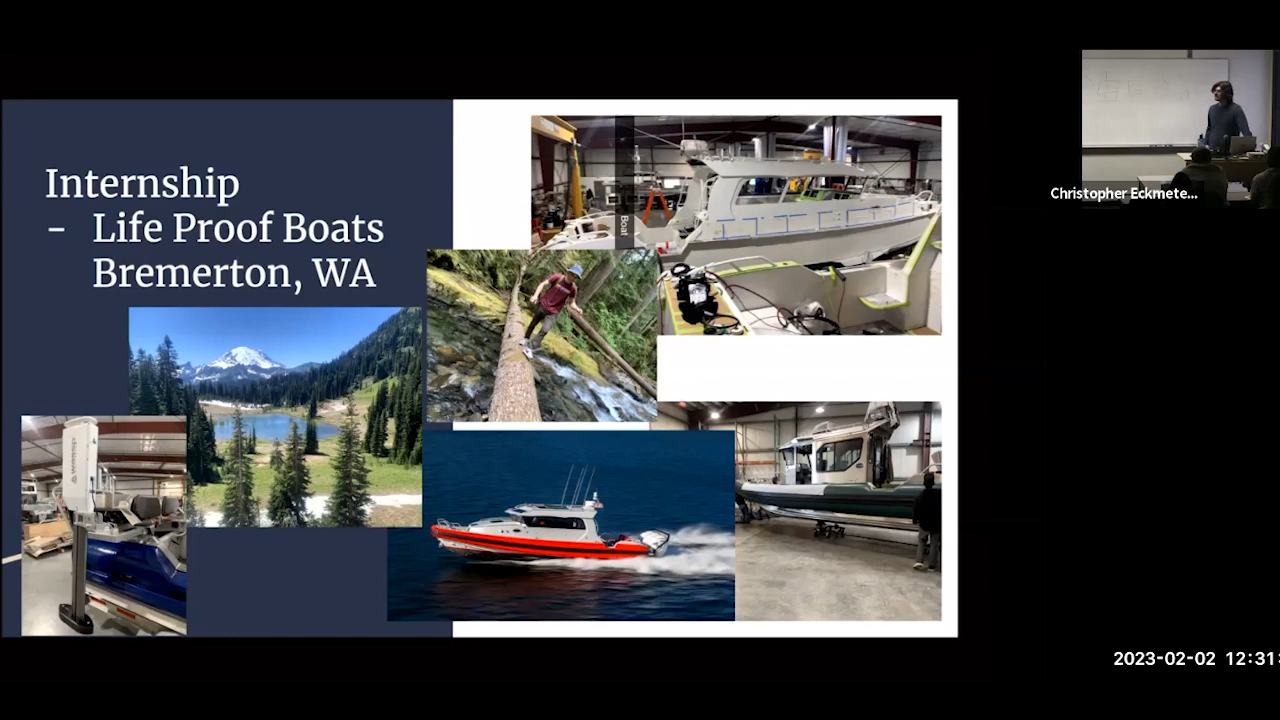 Internship
- Life Proof Boats
Bremerton, WA
Boat
Christopher Eckmete...
2023-02-02 12:31: